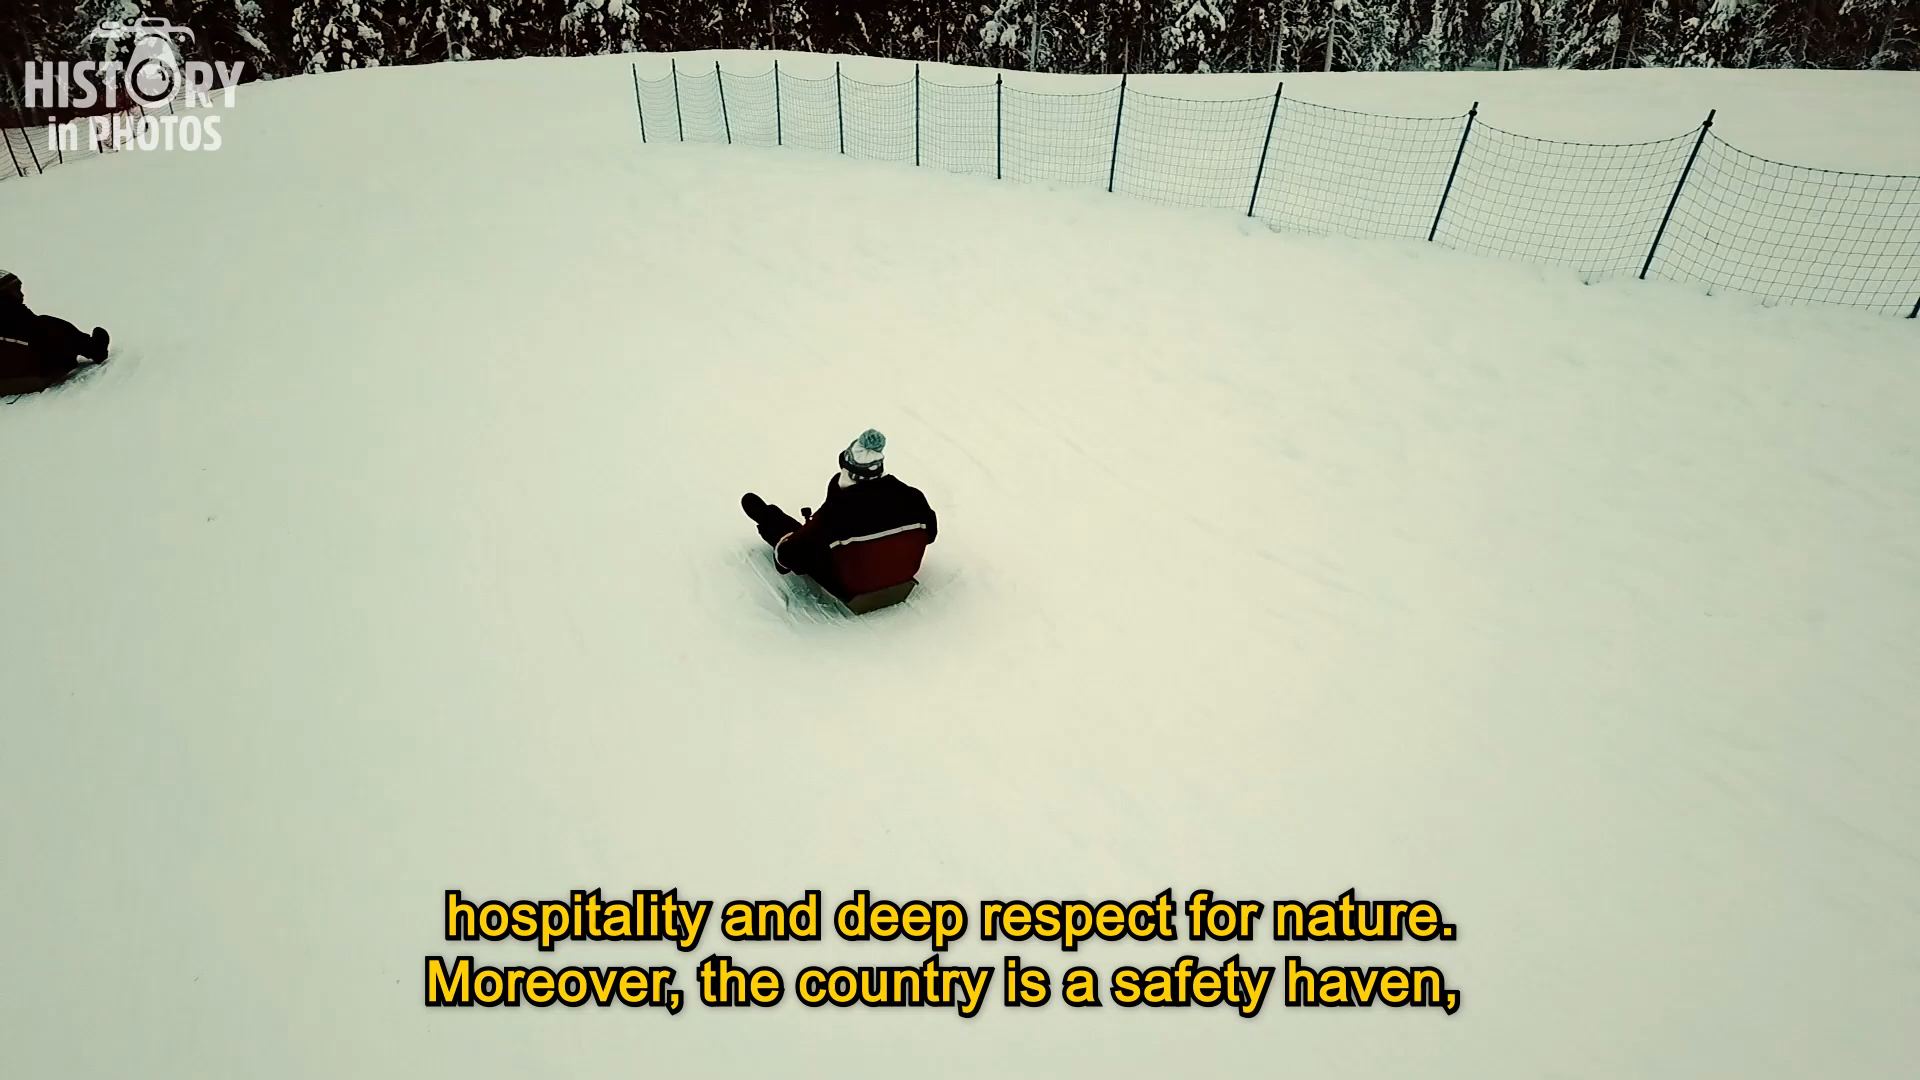 HISTORY
in PHOTOS
hospitality and deep respect for nature.
Moreover, the country is a safety haven,